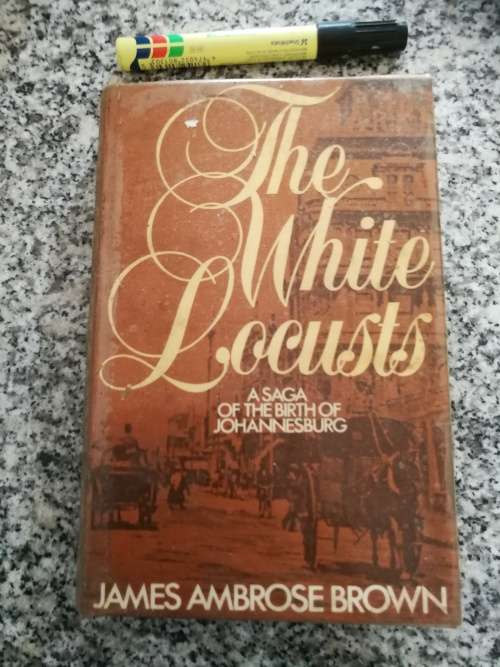 The
White
Locusts
A SAGA
OF THE BIRTH OF
JOHANNESBURG
JAMES AMBROSE BROWN